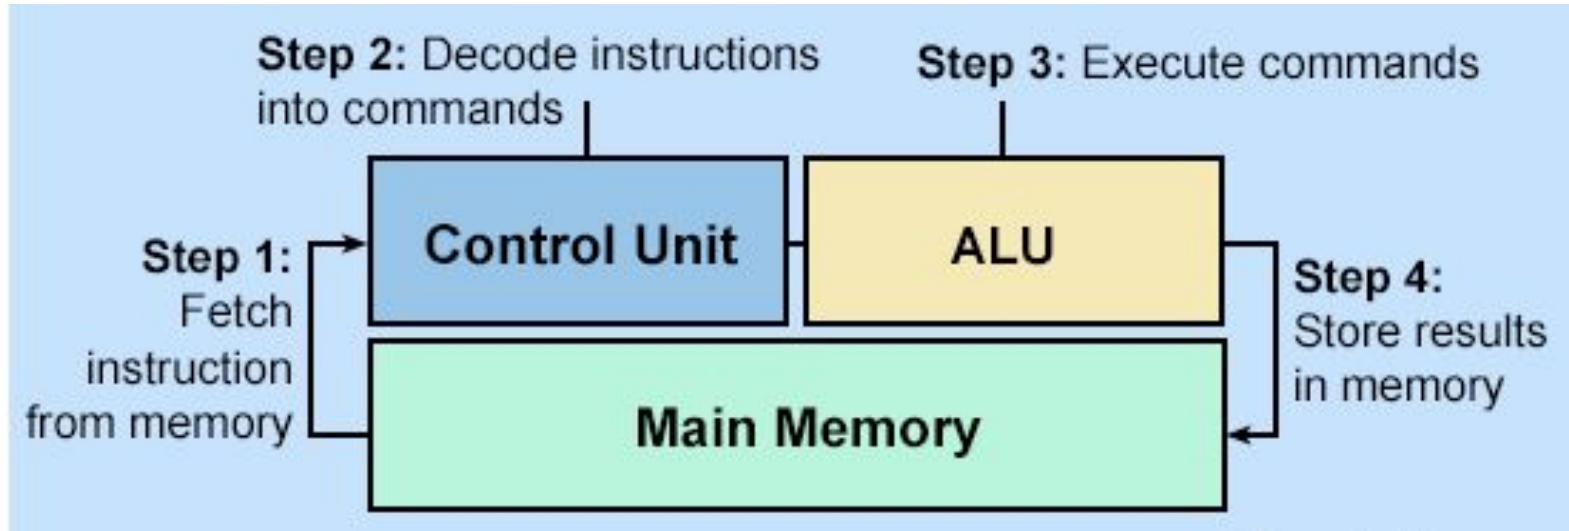 Step 2: Decode instructions
into commands
Step 3: Execute commands
Control Unit
ALU
Step 1:
Fetch
instruction
from memory
Step 4:
Store results
in memory
Main Memory